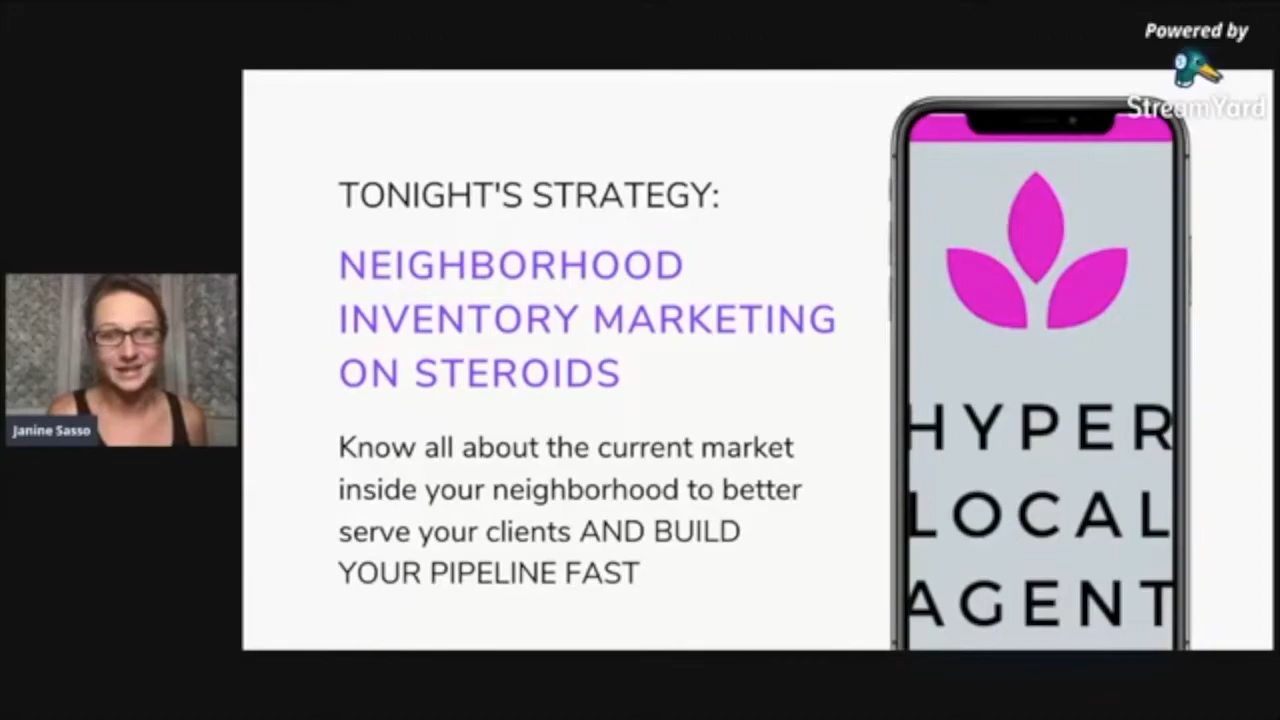 Powered by
StreamYard
TONIGHT'S STRATEGY:
NEIGHBORHOOD
INVENTORY MARKETING
ON STEROIDS
Know all about the current market
inside your neighborhood to better
serve your clients AND BUILD
YOUR PIPELINE FAST
HYPER
LOCAL
AGENT
Janine Sasso